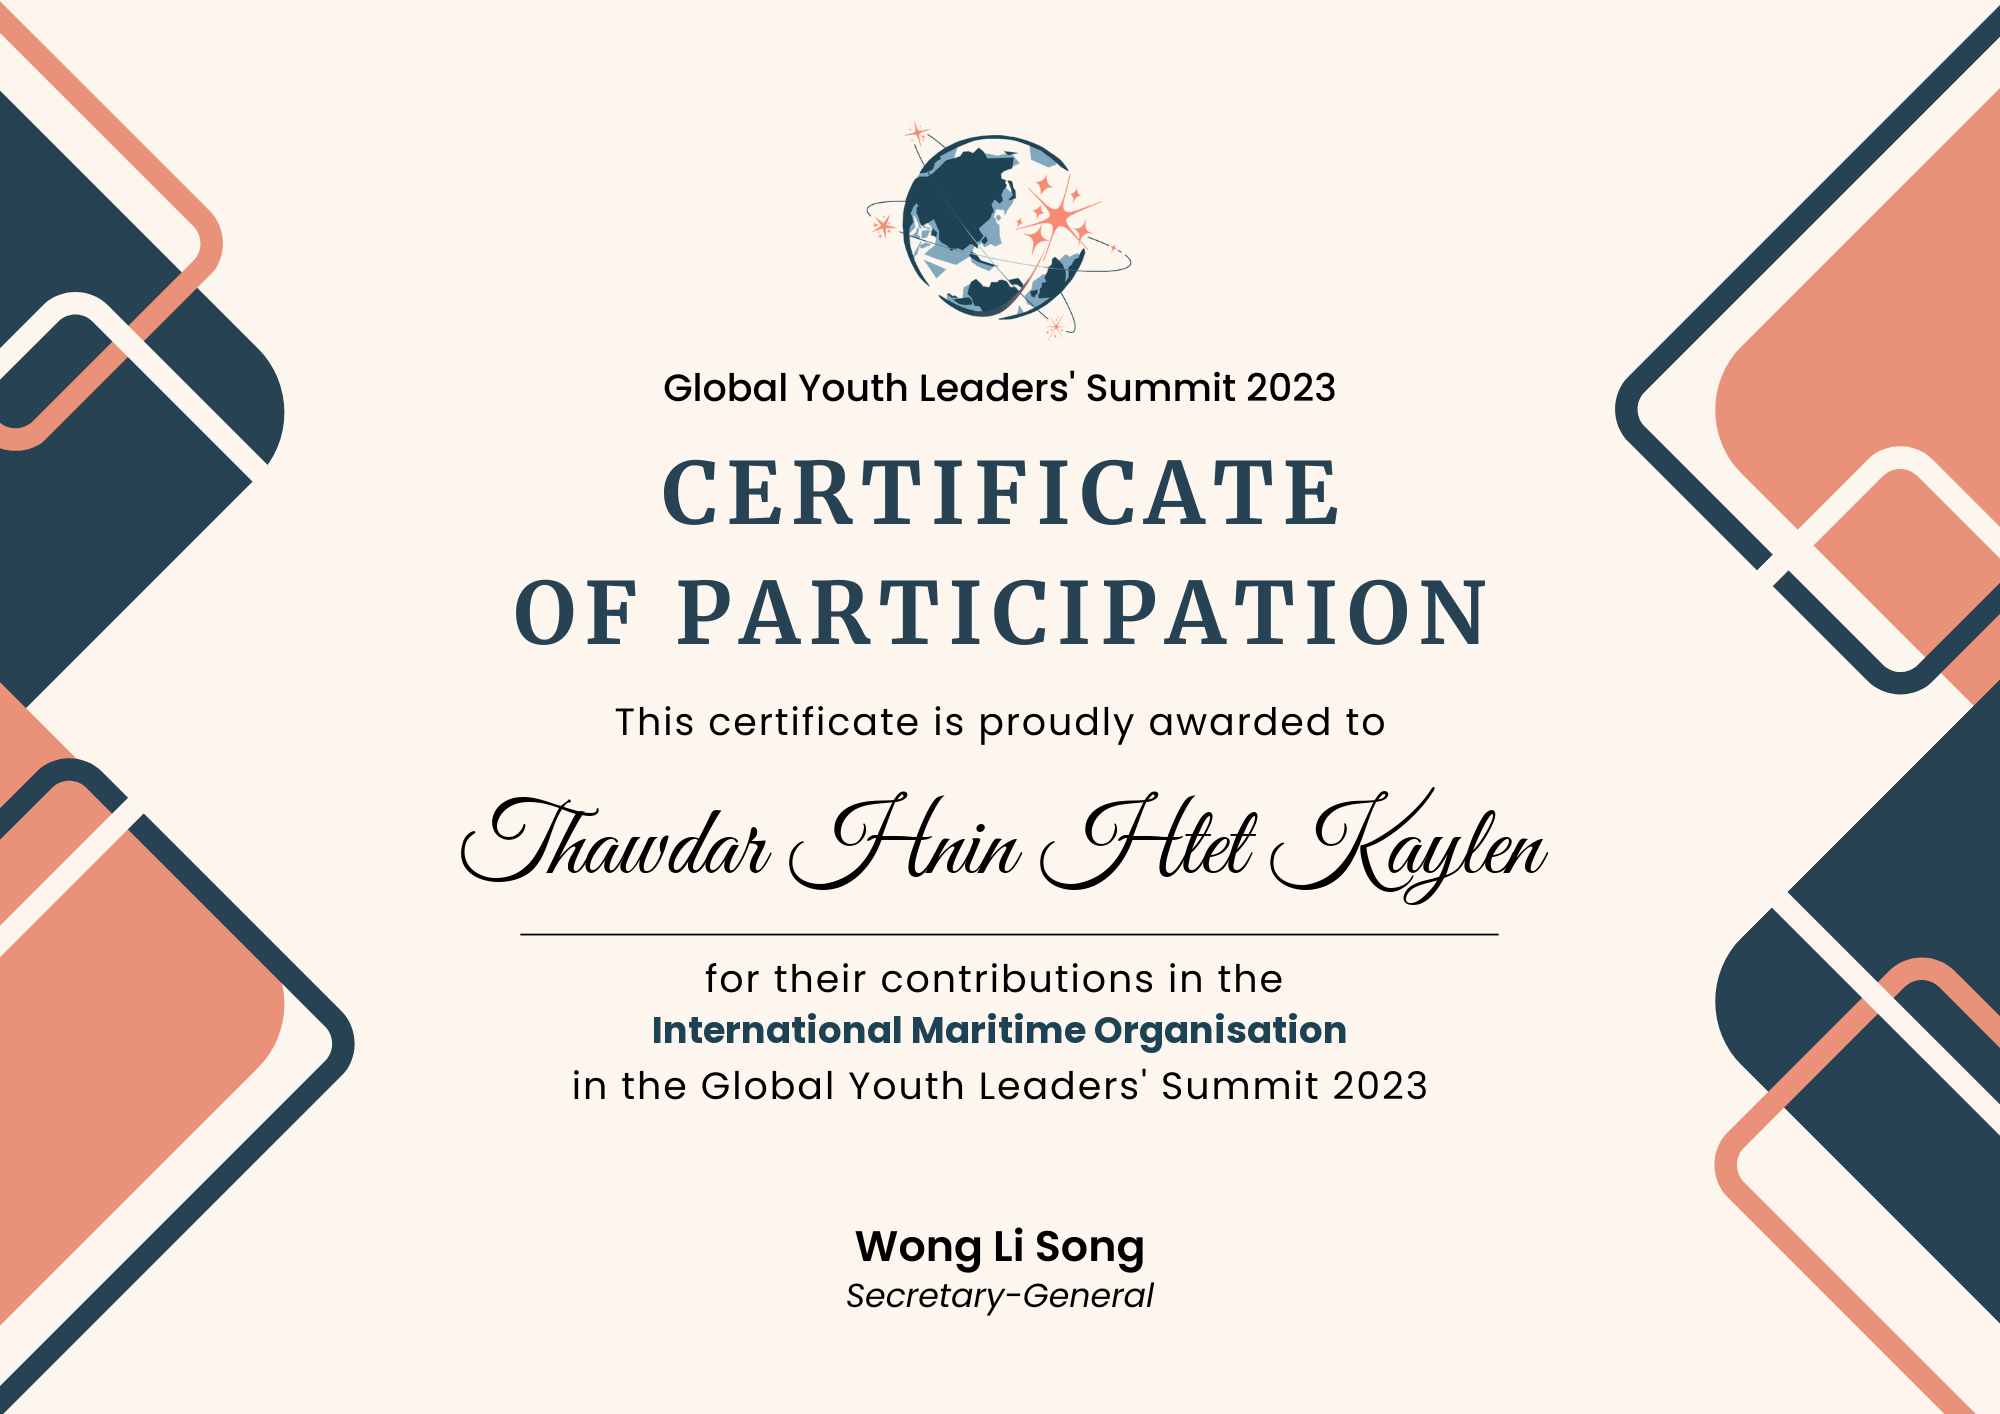 Global Youth Leaders' Summit 2023
CERTIFICATE
OF PARTICIPATION
This certificate is proudly awarded to
Thawdar Hnin Htet Kaylen
for their contributions in the
International Maritime Organisation
in the Global Youth Leaders' Summit 2023
Wong Li Song
Secretary-General